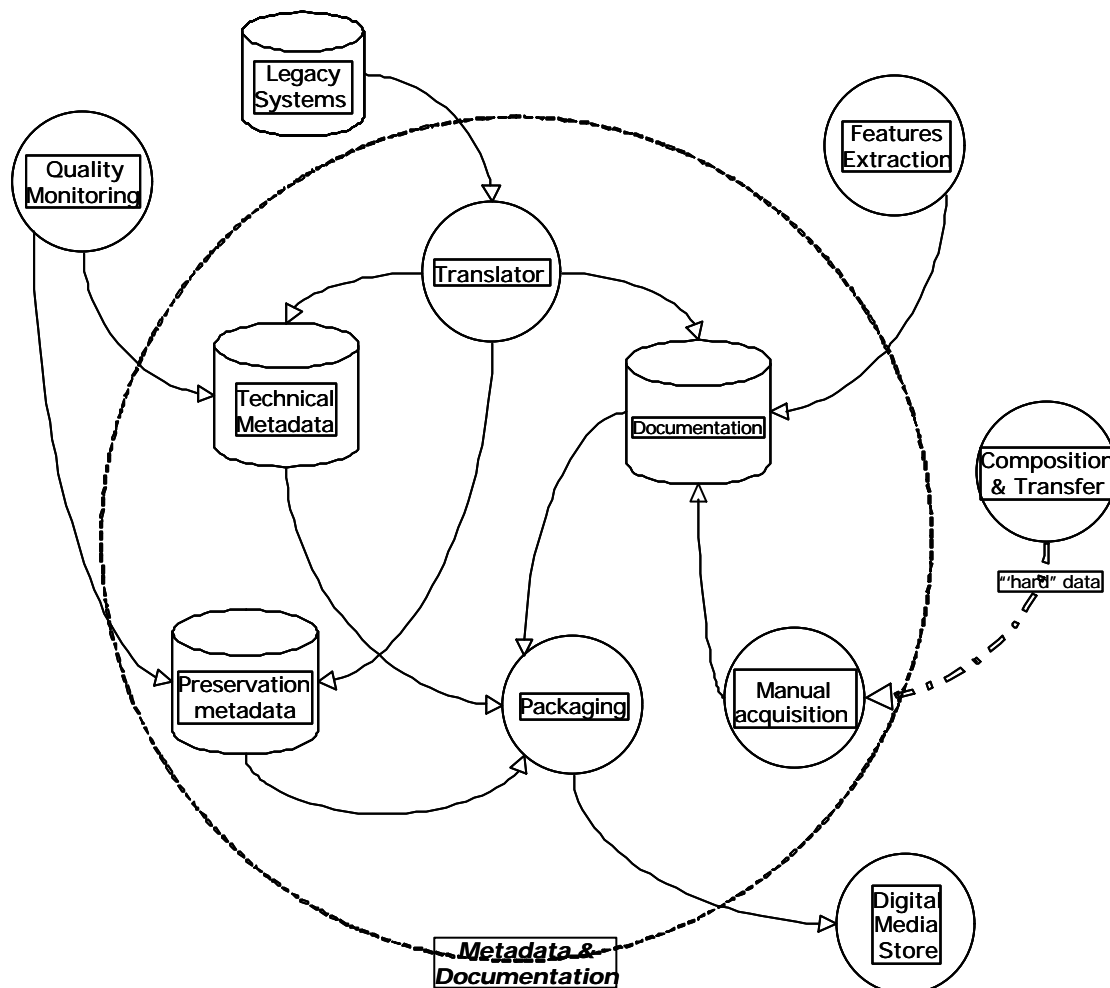 Legacy
Systems
Features
Extraction
Quality
Monitoring
Translator
Technical
Metadata
Documentation
Composition
& Transfer
"'hard" data
Preservation
metadata
Packaging
Manual
acquisition
Digital
Media
Store
Metadata &
Documentation